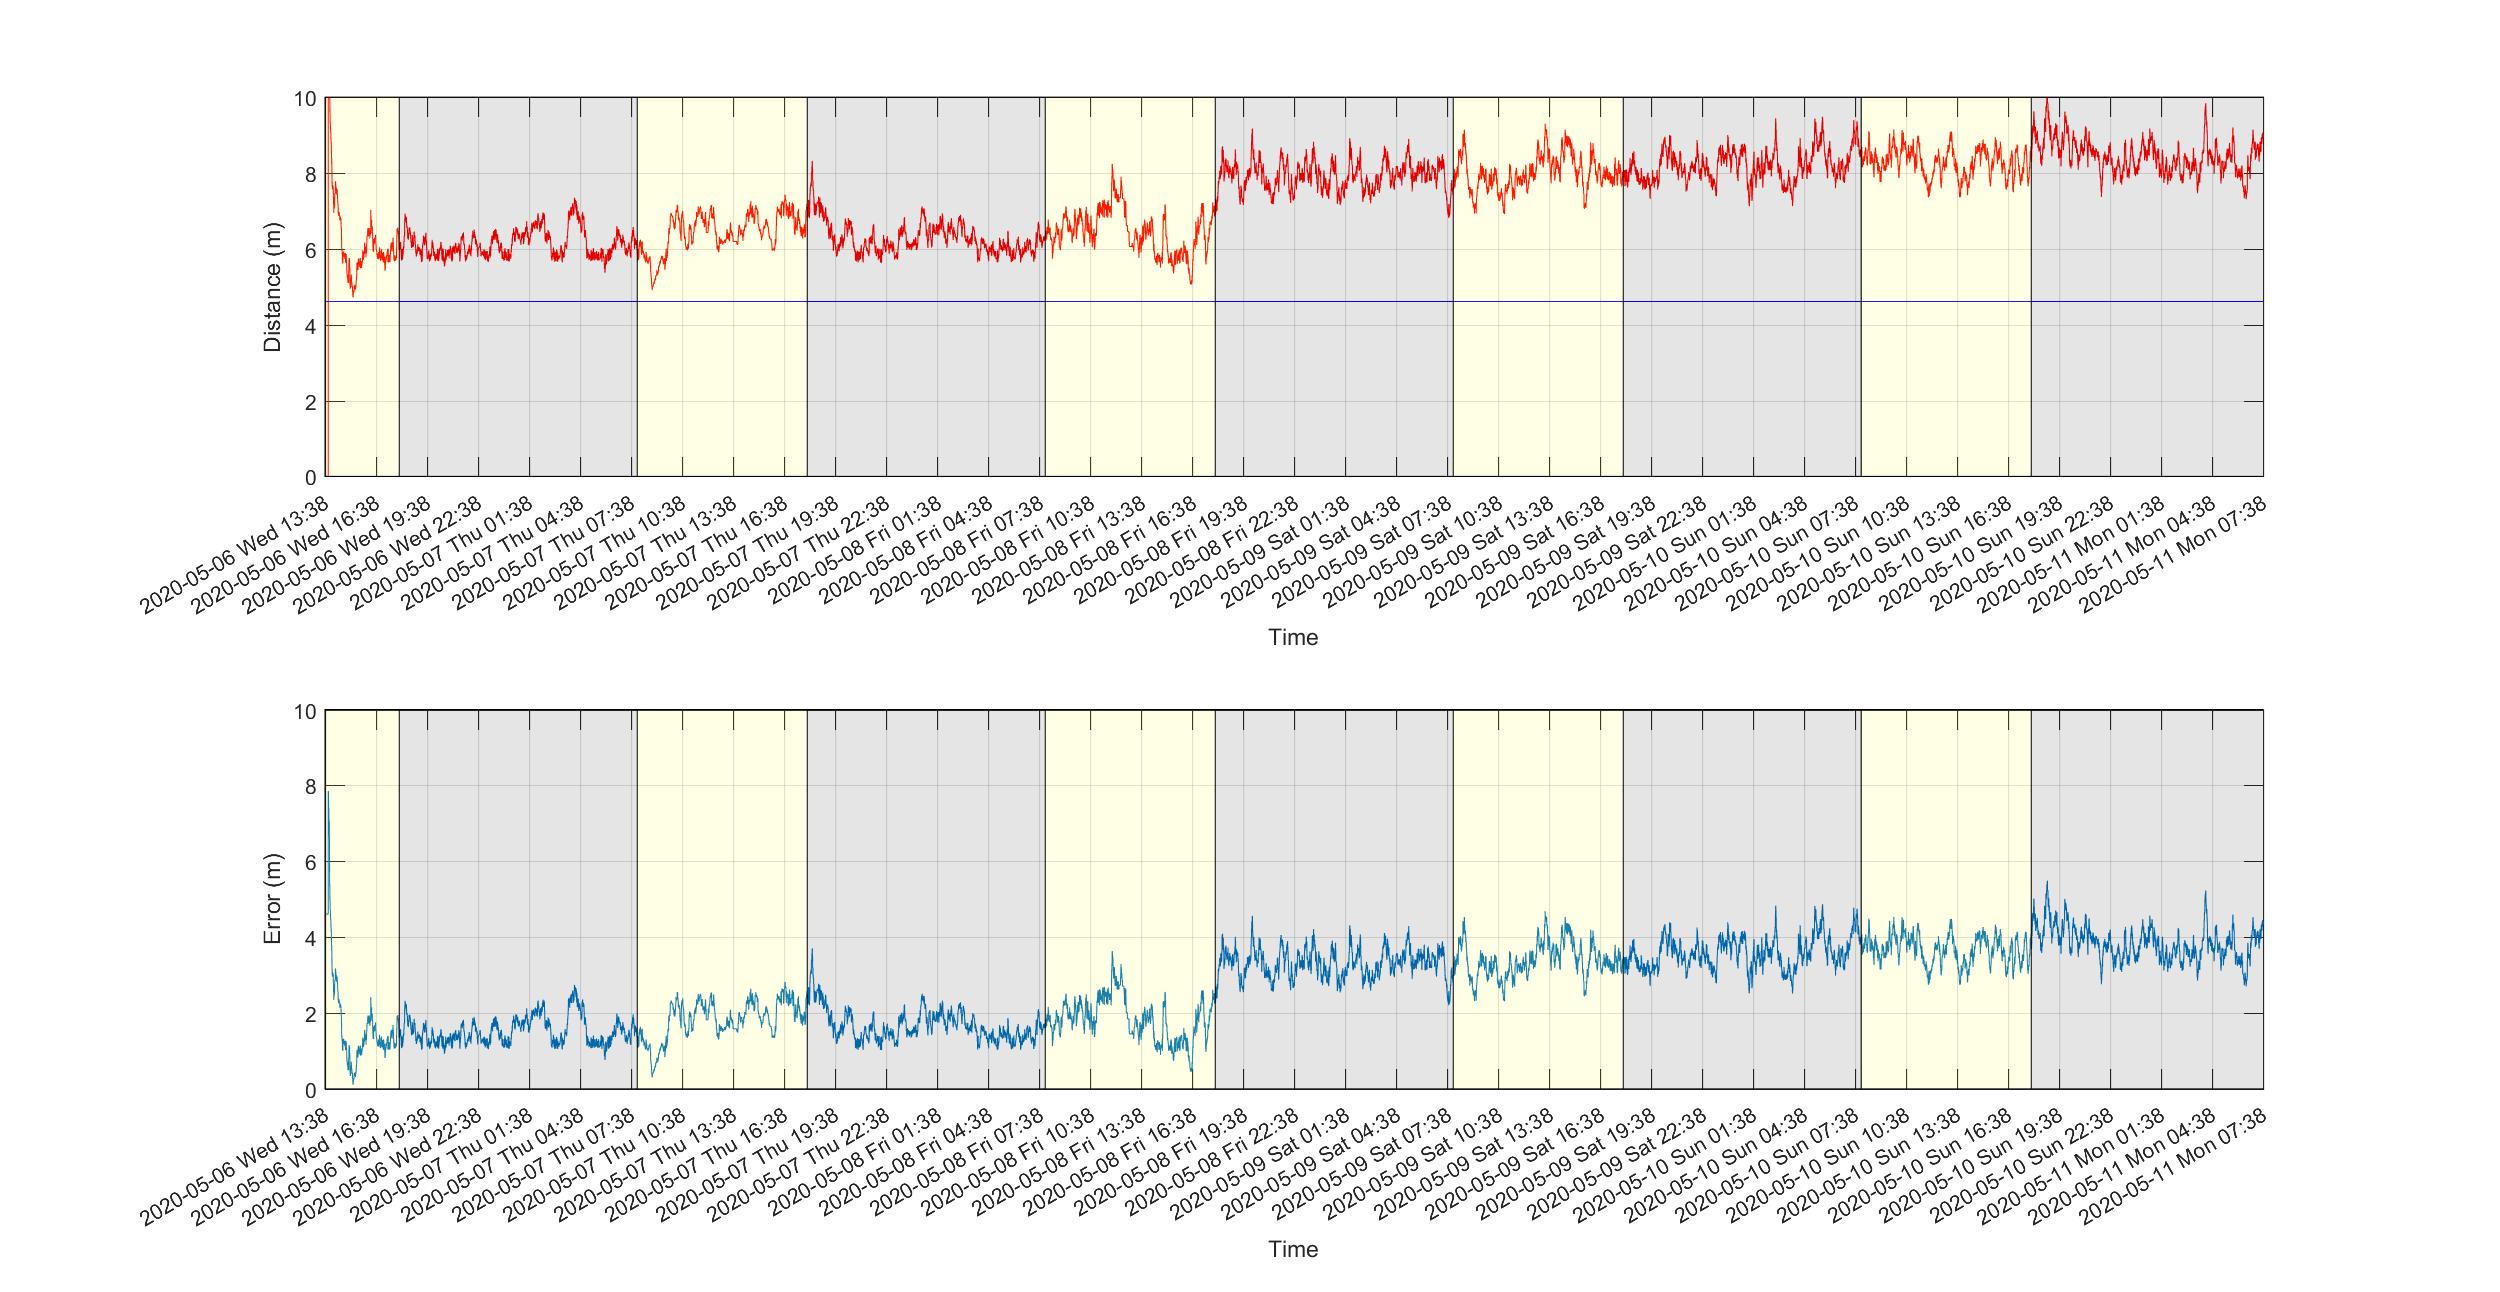 10
8
6
4
2
0
Distance (m)
2020-05-06 Wed 13:38
2020-05-06 Wed 16:38
2020-05-06 Wed 19:38
2020-05-06 Wed 22:38
2020-05-07 Thu 01:38
2020-05-07 Thu 04:38
2020-05-07 Thu 07:38
2020-05-07 Thu 10:38
2020-05-07 Thu 13:38
2020-05-07 Thu 16:38
2020-05-07 Thu 19:38
2020-05-07 Thu 22:38
2020-05-08 Fri 01:38
2020-05-08 Fri 04:38
2020-05-08 Fri 07:38
2020-05-08 Fri 10:38
2020-05-08 Fri 13:38
2020-05-08 Fri 16:38
2020-05-08 Fri 19:38
2020-05-08 Fri 22:38
2020-05-09 Sat 01:38
2020-05-09 Sat 04:38
2020-05-09 Sat 07:38
2020-05-09 Sat 10:38
2020-05-09 Sat 13:38
2020-05-09 Sat 16:38
2020-05-09 Sat 19:38
2020-05-09 Sat 22:38
2020-05-10 Sun 01:38
2020-05-10 Sun 04:38
2020-05-10 Sun 07:38
2020-05-10 Sun 10:38
2020-05-10 Sun 13:38
2020-05-10 Sun 16:38
2020-05-10 Sun 19:38
2020-05-10 Sun 22:38
2020-05-11 Mon 01:38
2020-05-11 Mon 04:38
2020-05-11 Mon 07:38
Time
10
8
6
4
2
0
Error (m)
2020-05-06 Wed 13:38
2020-05-06 Wed 16:38
2020-05-06 Wed 19:38
2020-05-06 Wed 22:38
2020-05-07 Thu 01:38
2020-05-07 Thu 04:38
2020-05-07 Thu 07:38
2020-05-07 Thu 10:38
2020-05-07 Thu 13:38
2020-05-07 Thu 16:38
2020-05-07 Thu 19:38
2020-05-07 Thu 22:38
2020-05-08 Fri 01:38
2020-05-08 Fri 04:38
2020-05-08 Fri 07:38
2020-05-08 Fri 10:38
2020-05-08 Fri 13:38
2020-05-08 Fri 16:38
2020-05-08 Fri 19:38
2020-05-08 Fri 22:38
2020-05-09 Sat 01:38
2020-05-09 Sat 04:38
2020-05-09 Sat 07:38
2020-05-09 Sat 10:38
2020-05-09 Sat 13:38
2020-05-09 Sat 16:38
2020-05-09 Sat 19:38
2020-05-09 Sat 22:38
2020-05-10 Sun 01:38
2020-05-10 Sun 04:38
2020-05-10 Sun 07:38
2020-05-10 Sun 10:38
2020-05-10 Sun 13:38
2020-05-10 Sun 16:38
2020-05-10 Sun 19:38
2020-05-10 Sun 22:38
2020-05-11 Mon 01:38
2020-05-11 Mon 04:38
2020-05-11 Mon 07:38
Time